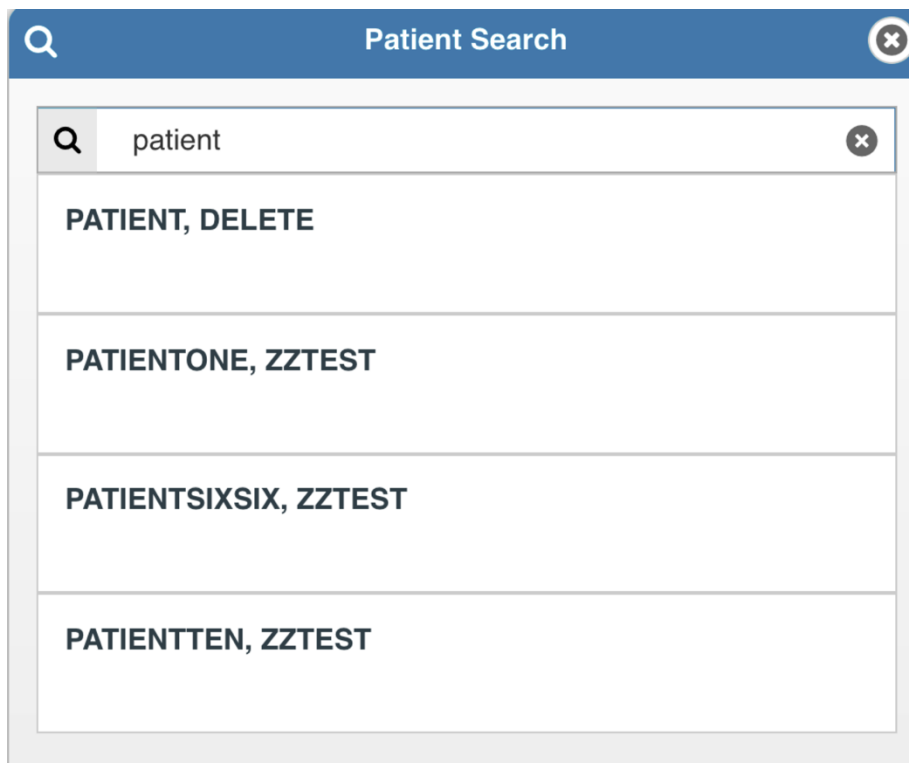 Patient Search
patient
PATIENT, DELETE
PATIENTONE, ZZTEST
PATIENTSIXSIX, ZZTEST
PATIENTTEN, ZZTEST